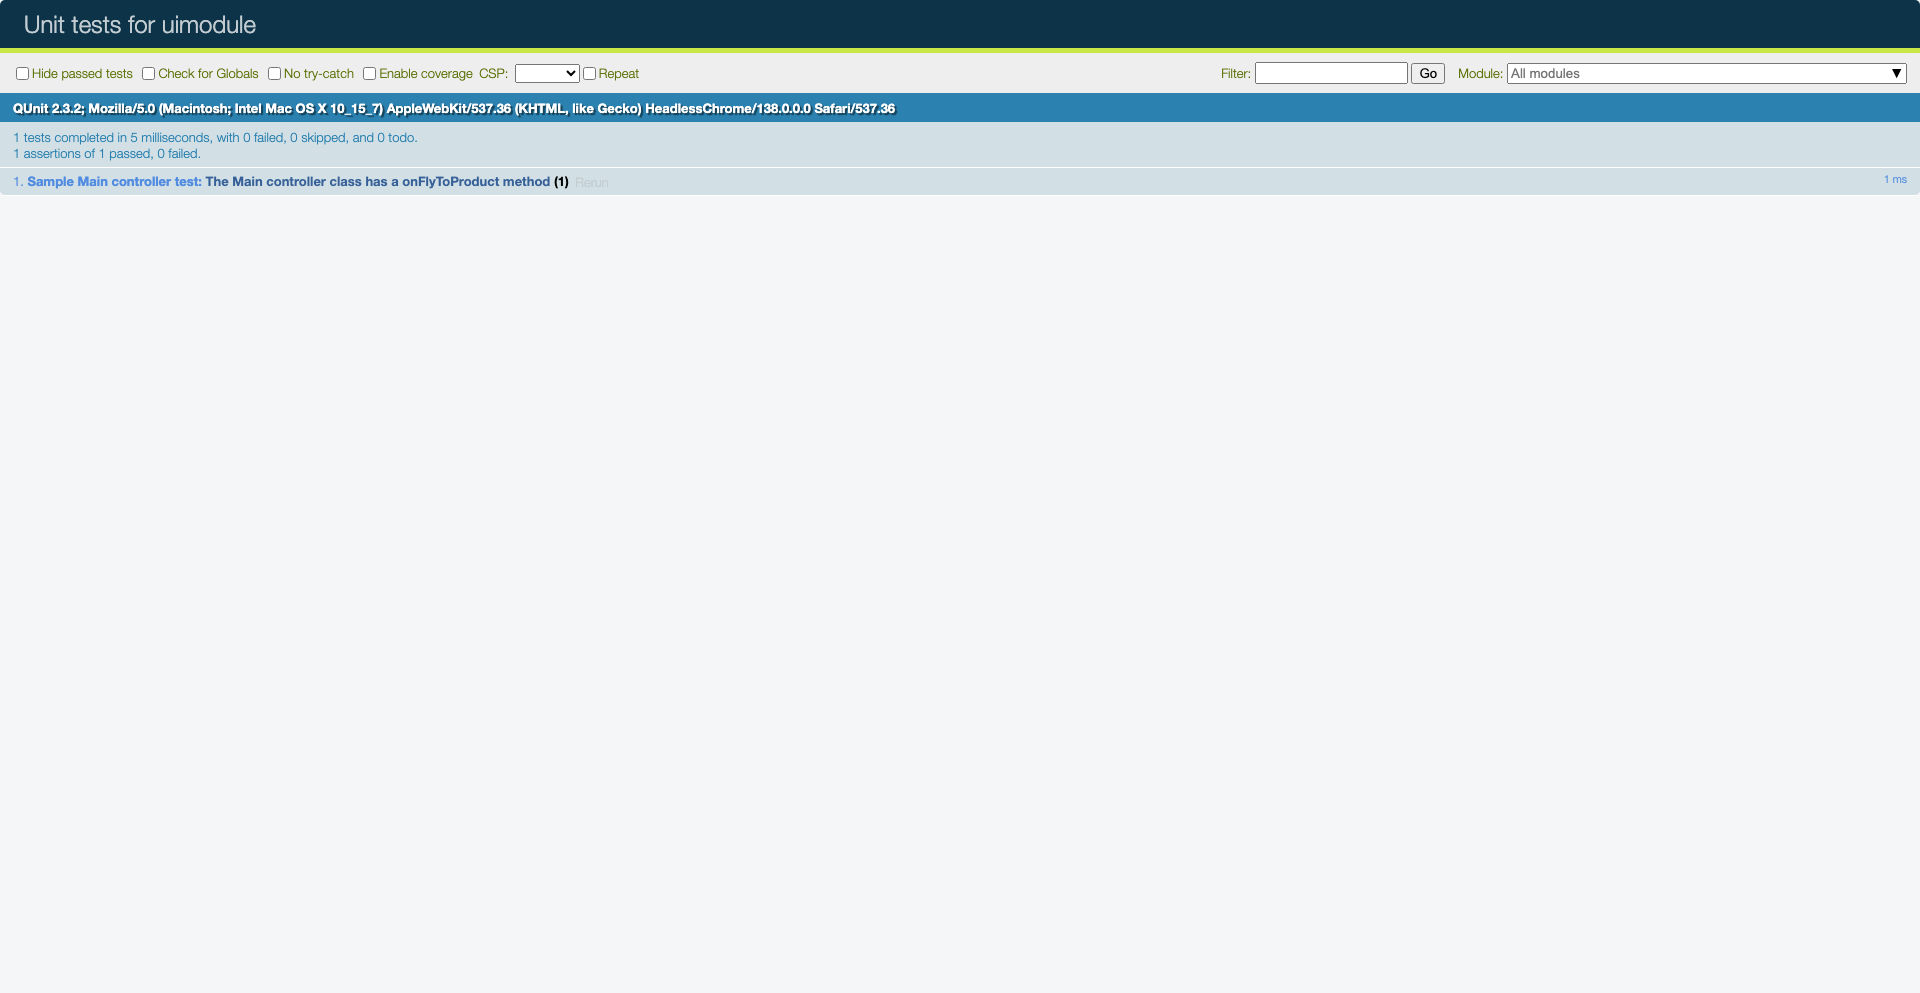 Unit tests for uimodule
Hide passed tests Check for Globals No try-catch Enable coverage CSP: Repeat Filter: Go Module: All modules ▼
QUnit 2.3.2; Mozilla/5.0 (Macintosh; Intel Mac OS X 10_15_7) AppleWebKit/537.36 (KHTML, like Gecko) HeadlessChrome/138.0.0.0 Safari/537.36
1 tests completed in 5 milliseconds, with 0 failed, 0 skipped, and 0 todo.
1 assertions of 1 passed, 0 failed.
1. Sample Main controller test: The Main controller class has a onFlyToProduct method (1) Rerun 1 ms